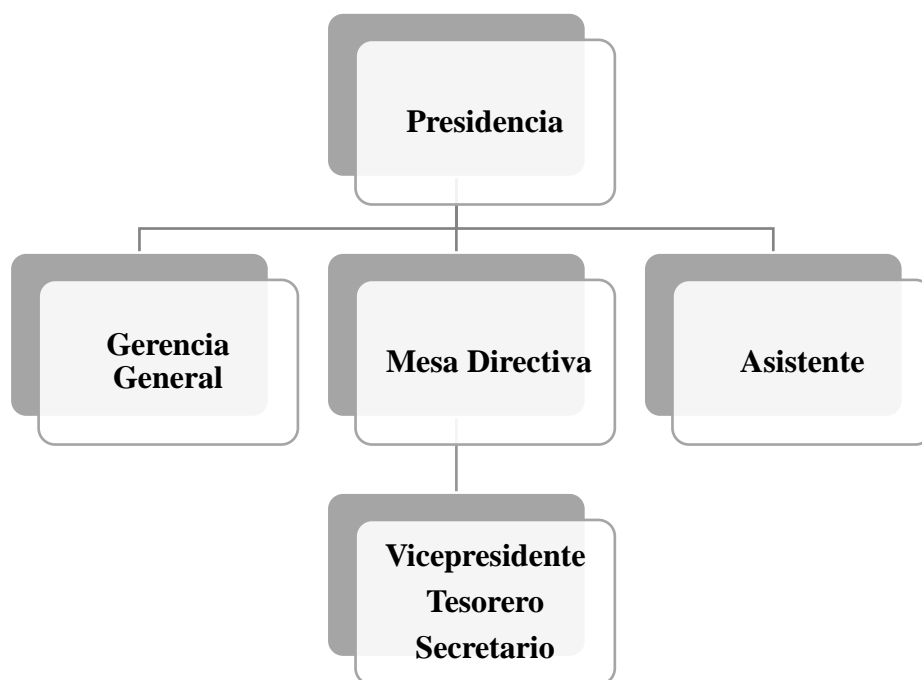 Presidencia
Gerencia
General
Mesa Directiva
Asistente
Vicepresidente
Tesorero
Secretario